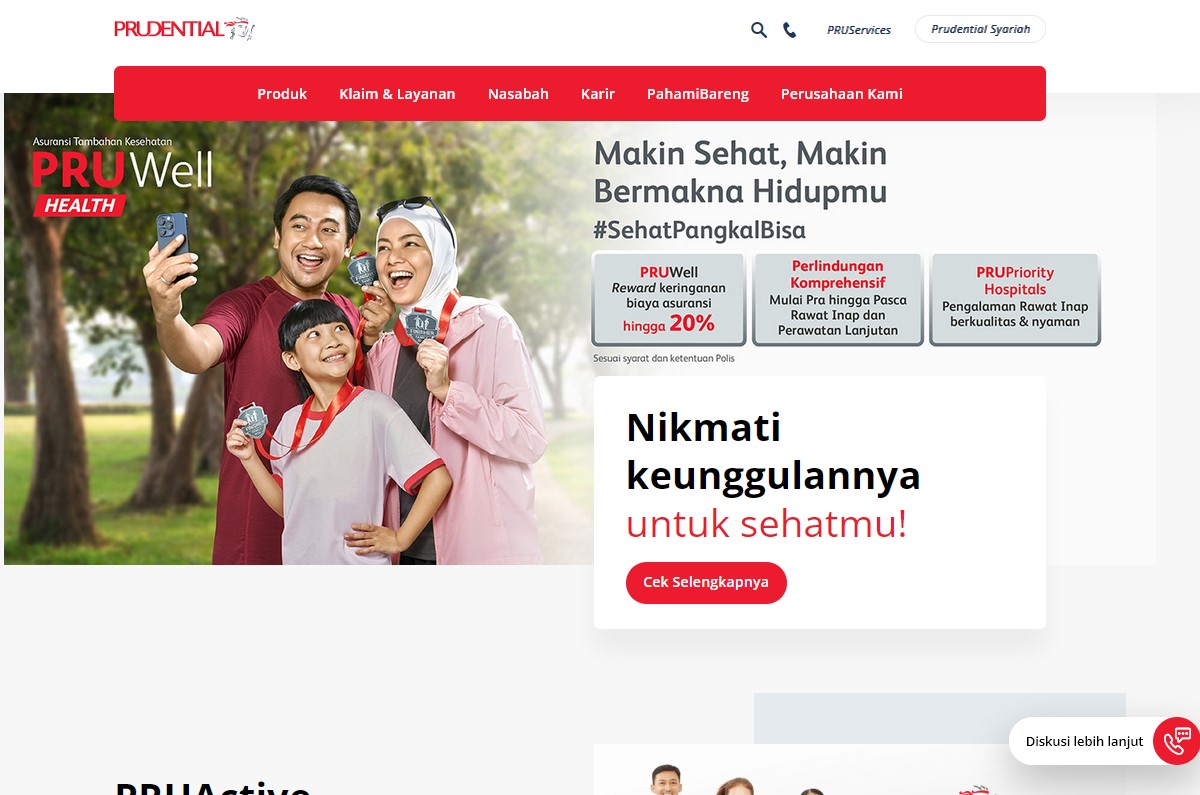 PRUDENTIAL
PRUServices
Prudential Syariah
Produk
Klaim & Layanan
Nasabah
Karir
PahamiBareng
Perusahaan Kami
Asuransi Tambahan Kesehatan
PRUWell
HEALTH
Makin Sehat, Makin
Bermakna Hidupmu
#SehatPangkalBisa
PRUWell
Reward keringanan
biaya asuransi
hingga 20%
Perlindungan
Komprehensif
Mulai Pra hingga Pasca
Rawat Inap dan
Perawatan Lanjutan
PRUPriority
Hospitals
Pengalaman Rawat Inap
berkualitas & nyaman
Sesuai syarat dan ketentuan Polis
FINISHER
FINISHER
Nikmati
keunggulannya
untuk sehatmu!
Cek Selengkapnya
Diskusi lebih lanjut
PRUActive